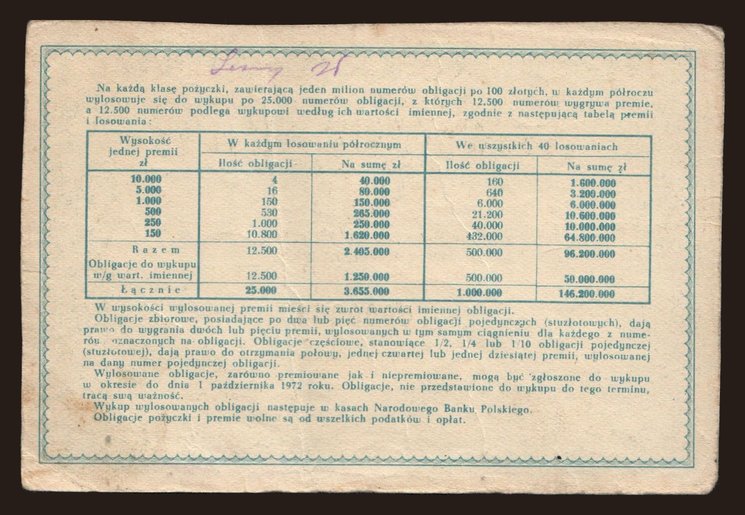 Na każdą klasę pożyczki, zawierającą jeden milion numerów obligacji po 100 złotych, w każdym półroczu
wylosowuje się do wykupu po 25.000 numerów obligacji, z których 12.500 numerów wygrywa premie,
a 12.500 numerów podlega wykupowi według ich wartości imiennej, zgodnie z następującą tabelą premii
i losowania:
Wysokość jednej premii zł | W każdym losowaniu półrocznym | We wszystkich 40 losowaniach
Ilość obligacji | Na sumę zł | Ilość obligacji | Na sumę zł
10.000 | 4 | 40.000 | 160 | 1.600.000
5.000 | 16 | 80.000 | 640 | 3.200.000
1.000 | 150 | 150.000 | 6.000 | 6.000.000
500 | 530 | 265.000 | 21.200 | 10.600.000
250 | 1.000 | 250.000 | 40.000 | 10.000.000
150 | 10.800 | 1.620.000 | 432.000 | 64.800.000
Razem | 12.500 | 2.405.000 | 500.000 | 96.200.000
Obligacje do wykupu
w/g wart. imiennej | 12.500 | 1.250.000 | 500.000 | 50.000.000
Łącznie | 25.000 | 3.655.000 | 1.000.000 | 146.200.000
W wysokości wylosowanej premii mieści się zwrot wartości imiennej obligacji.
Obligacje zbiorowe, posiadające po dwa lub pięć numerów obligacji pojedynczych (stuzłotowych), dają
prawo do wygrania dwóch lub pięciu premii, wylosowanych w tym samym ciągnieniu dla każdego z nume-
rów oznaczonych na obligacji. Obligacje częściowe, stanowiące 1/2, 1/4 lub 1/10 obligacji pojedynczej
(stuzłotowej), dają prawo do otrzymania połowy, jednej czwartej lub jednej dziesiątej premii, wylosowanej
na dany numer pojedynczej obligacji.
Wylosowane obligacje, zarówno premiowane jak i niepremiowane, mogą być zgłoszone do wykupu
w okresie do dnia 1 października 1972 roku. Obligacje, nie przedstawione do wykupu do tego terminu,
tracą swą ważność.
Wykup wylosowanych obligacji następuje w kasach Narodowego Banku Polskiego.
Obligacje pożyczki i premie wolne są od wszelkich podatków i opłat.